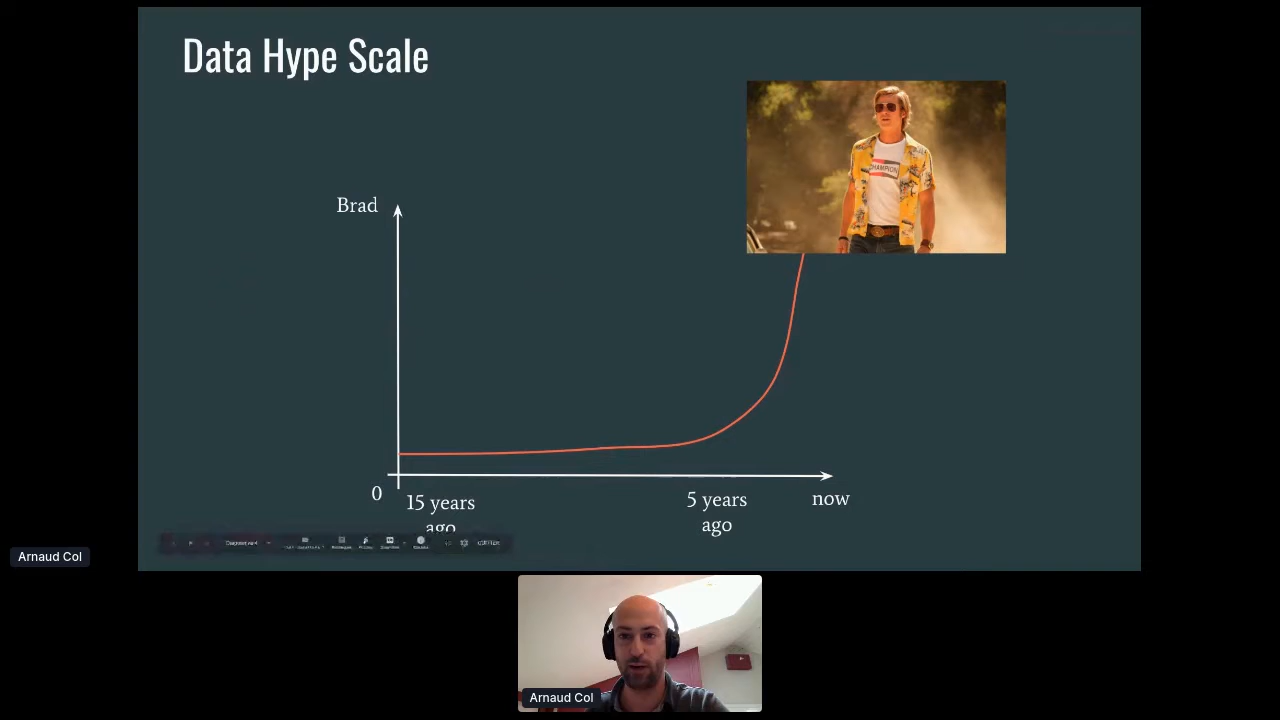 Data Hype Scale
CHAMPION
Brad
0
15 years
ago
5 years
ago
now
Arnaud Col
Arnaud Col